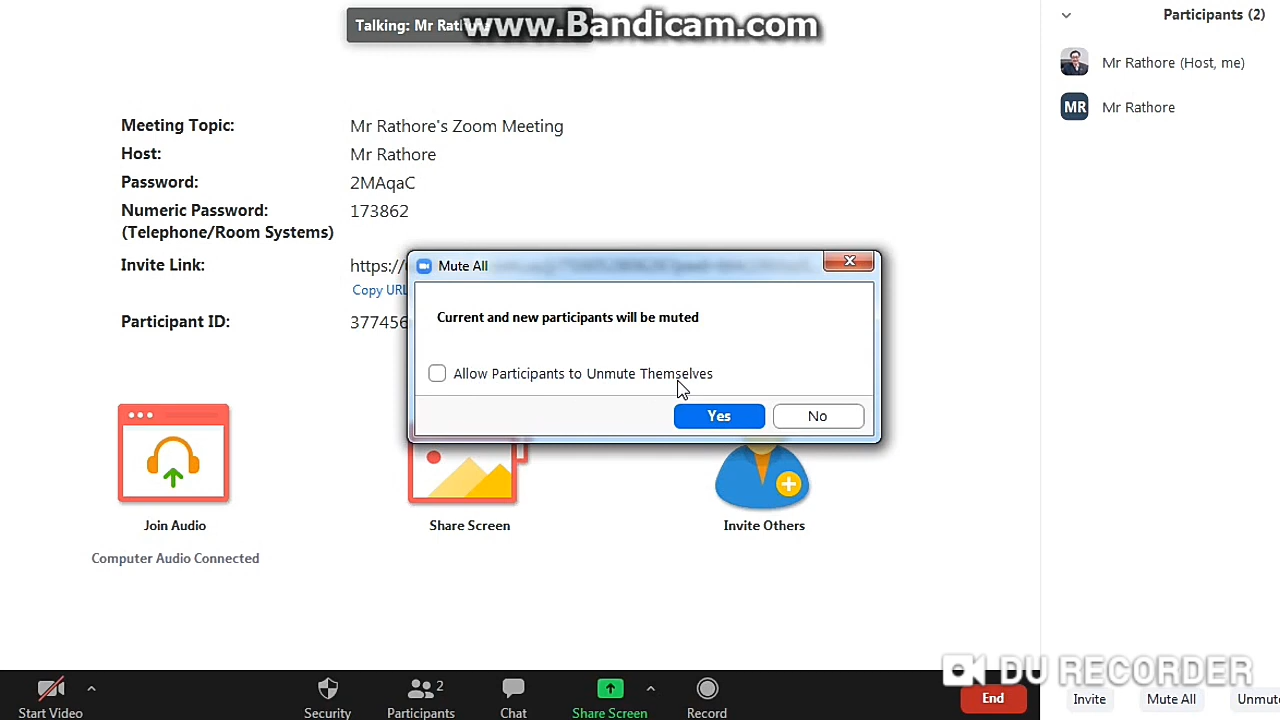 Talking: Mr Rat
www.Bandicam.com
Participants (2)
Mr Rathore (Host, me)
MR Mr Rathore
Meeting Topic: Mr Rathore's Zoom Meeting
Host: Mr Rathore
Password: 2MAqaC
Numeric Password: 173862
(Telephone/Room Systems)
Invite Link: https:/
Copy URL
Participant ID: 377456
Mute All
Current and new participants will be muted
Allow Participants to Unmute Themselves
Yes No
Join Audio
Computer Audio Connected
Share Screen
Invite Others
Start Video
Security
Participants 2
Chat
Share Screen
Record
End
DU RECORDER
Invite
Mute All
Unmut